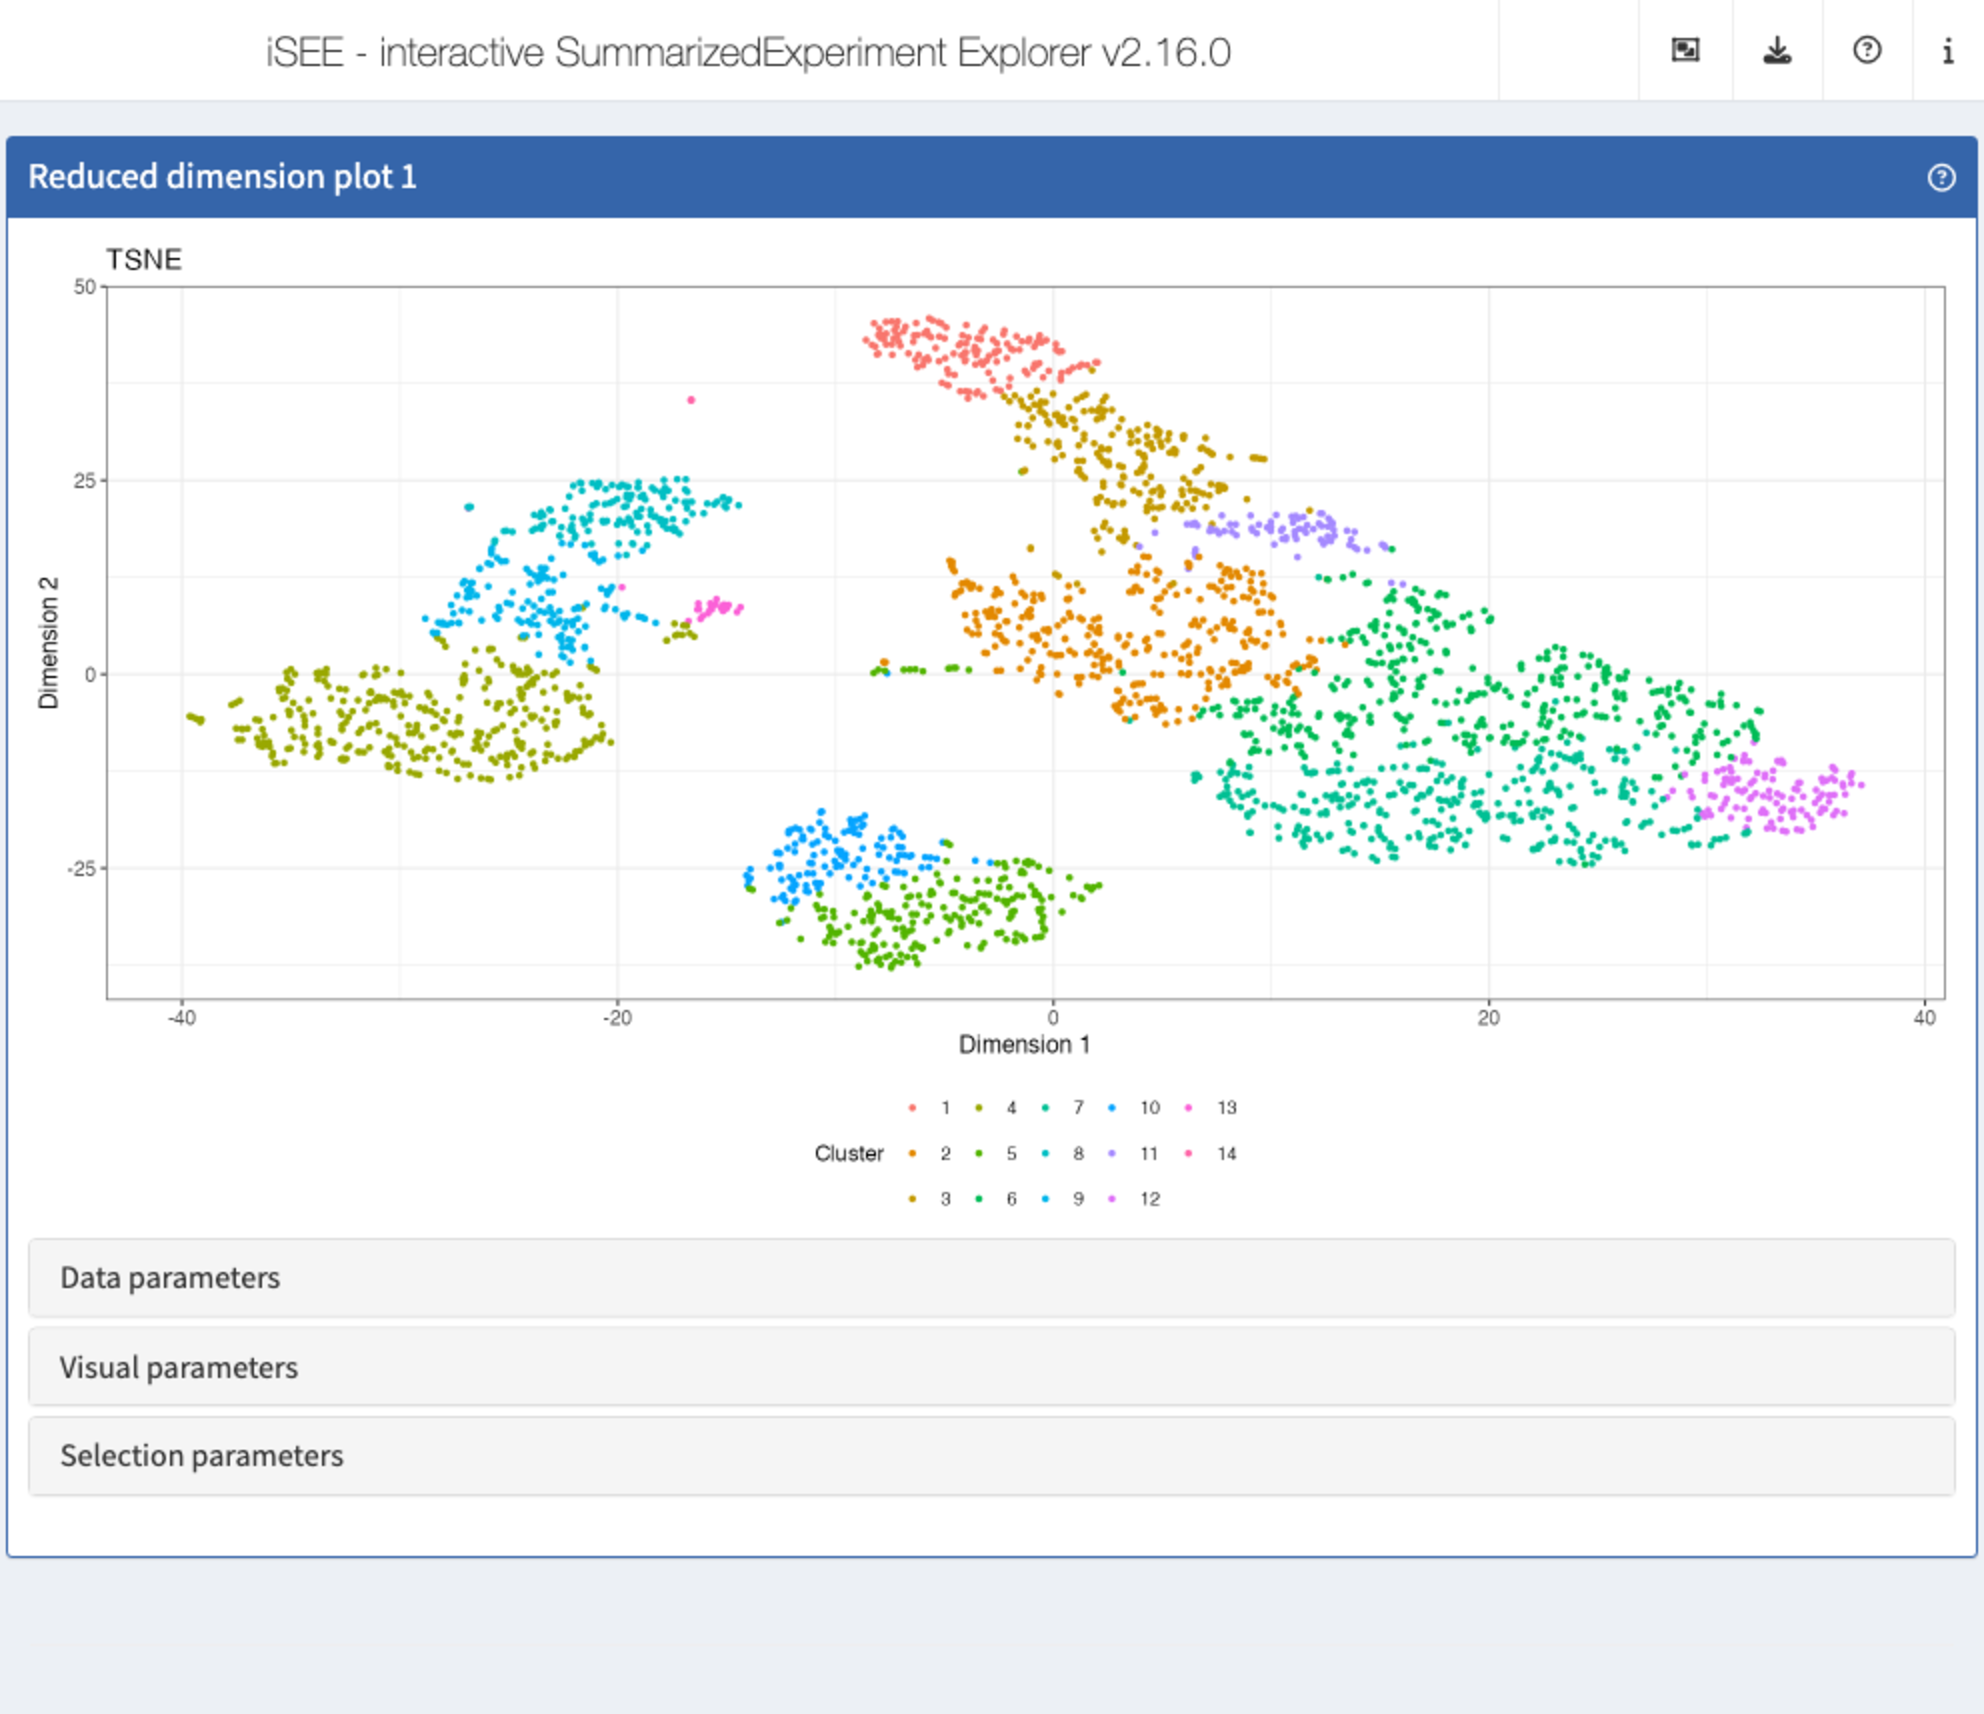 iSEE - interactive SummarizedExperiment Explorer v2.16.0
Reduced dimension plot 1
TSNE
50
25
0
-25
Dimension 2
-40 -20 0 20 40
Dimension 1
1 4 7 10 13
Cluster 2 5 8 11 14
3 6 9 12
Data parameters
Visual parameters
Selection parameters